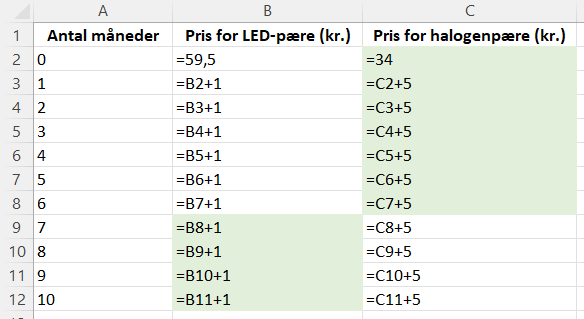 A B C
1 Antal måneder Pris for LED-pære (kr.) Pris for halogenpære (kr.)
2 0 =59,5 =34
3 1 =B2+1 =C2+5
4 2 =B3+1 =C3+5
5 3 =B4+1 =C4+5
6 4 =B5+1 =C5+5
7 5 =B6+1 =C6+5
8 6 =B7+1 =C7+5
9 7 =B8+1 =C8+5
10 8 =B9+1 =C9+5
11 9 =B10+1 =C10+5
12 10 =B11+1 =C11+5